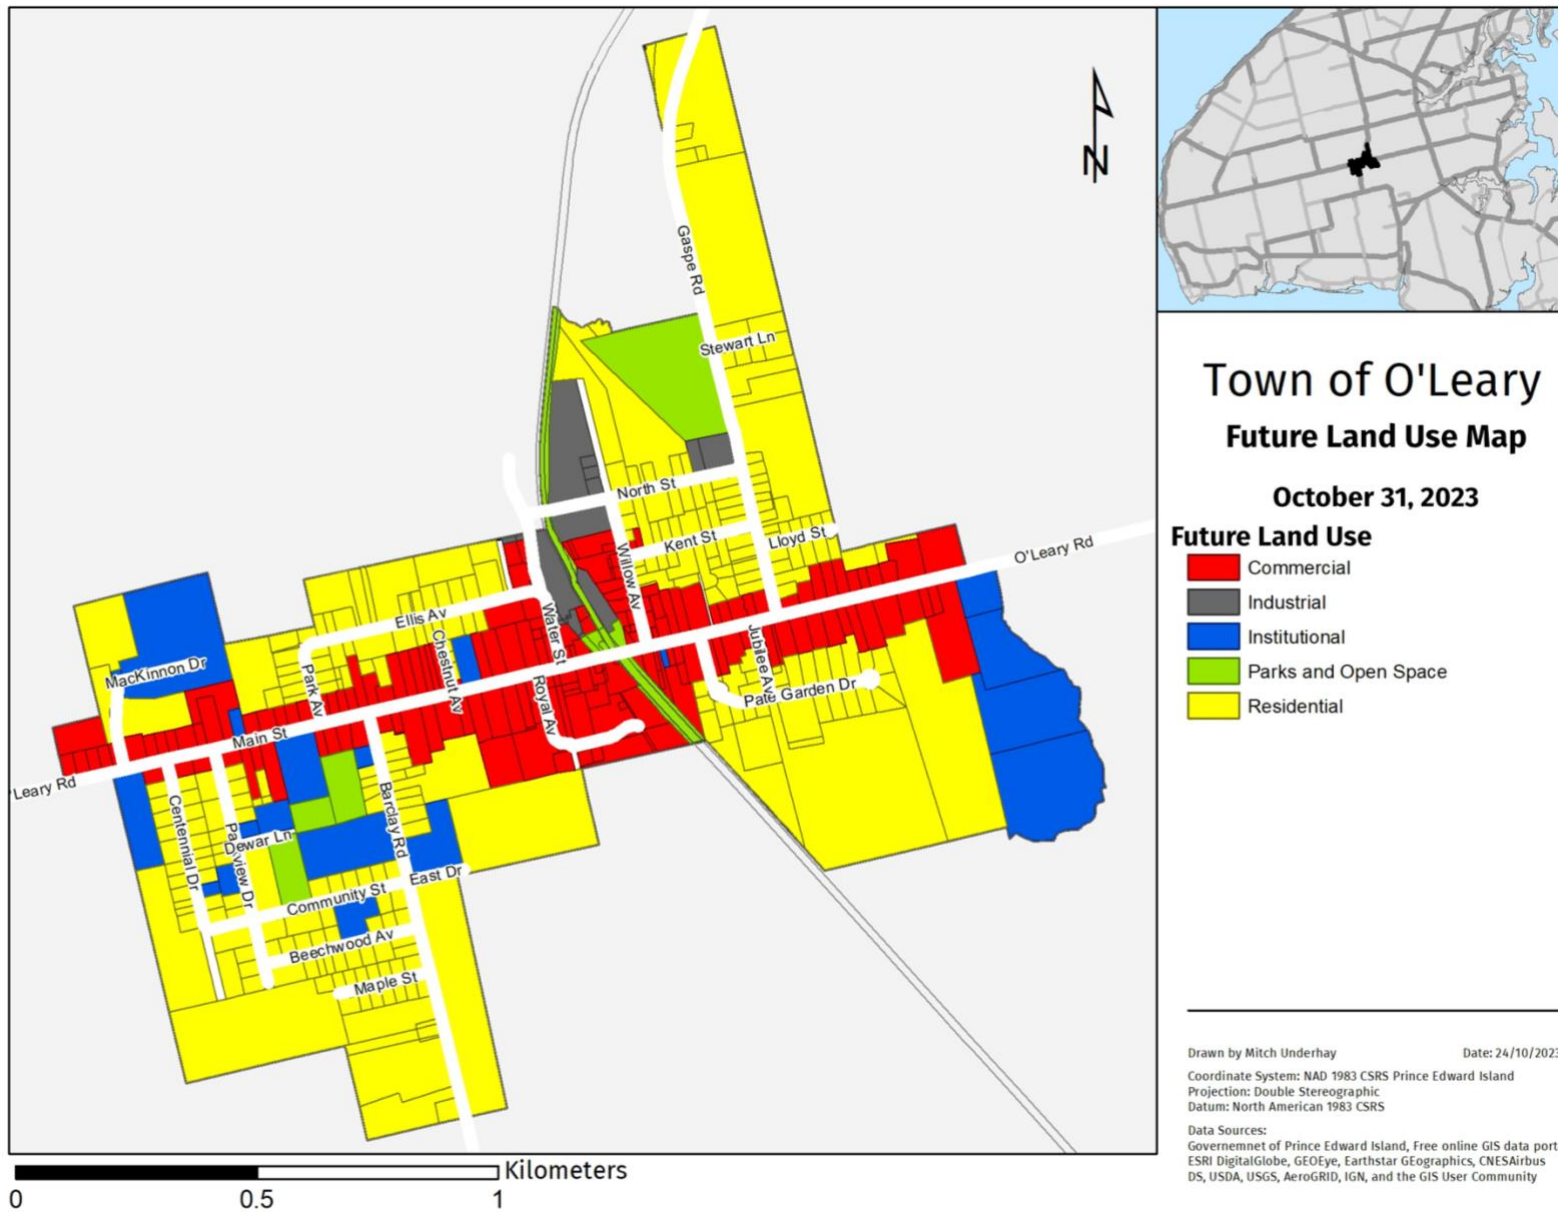 N
Gaspe Rd
Stewart Ln
North St
Kent St
Lloyd St
O'Leary Rd
Willow Av
Ellis Av
Water St
Chestnut Av
Jubilee Av
MacKinnon Dr
Park Av
Royal Av
Pate Garden Dr
Main St
'Leary Rd
Centennial Dr
Barclay Rd
Dewar Ln
East Dr
Community St
Beechwood Av
Maple St
Kilometers
0 0.5 1
Town of O'Leary
Future Land Use Map
October 31, 2023
Future Land Use
Commercial
Industrial
Institutional
Parks and Open Space
Residential
Drawn by Mitch Underhay Date: 24/10/2023
Coordinate System: NAD 1983 CSRS Prince Edward Island
Projection: Double Stereographic
Datum: North American 1983 CSRS
Data Sources:
Governemnet of Prince Edward Island, Free online GIS data port
ESRI DigitalGlobe, GEOEye, Earthstar GEographics, CNESAirbus
DS, USDA, USGS, AeroGRID, IGN, and the GIS User Community